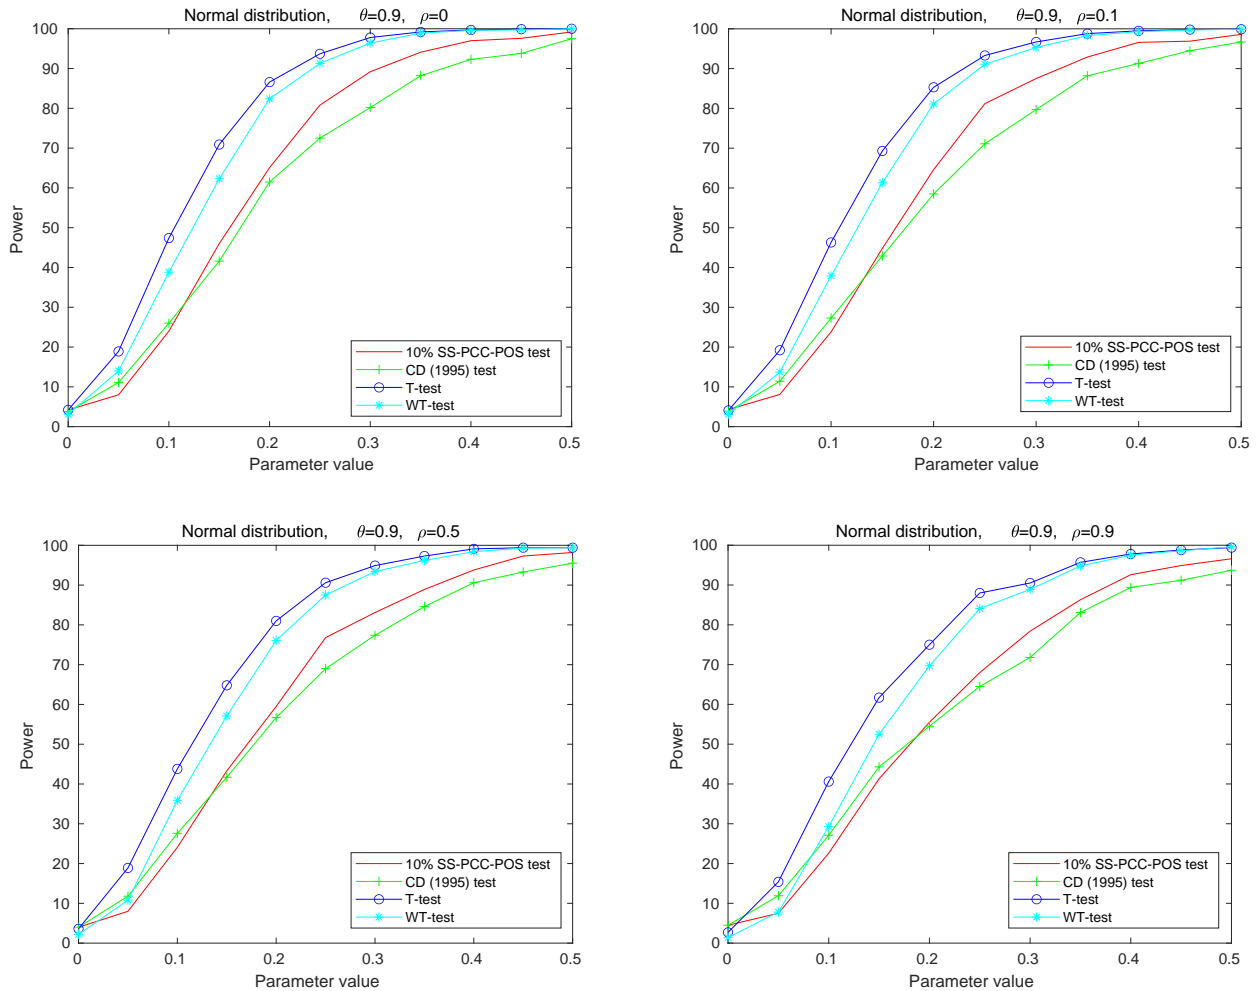 Normal distribution, θ=0.9, ρ=0
100
90
80
70
60
50
40
30
20
10
0
Power
0 0.1 0.2 0.3 0.4 0.5
Parameter value
10% SS-PCC-POS test
CD (1995) test
T-test
WT-test
Normal distribution, θ=0.9, ρ=0.1
100
90
80
70
60
50
40
30
20
10
0
Power
0 0.1 0.2 0.3 0.4 0.5
Parameter value
10% SS-PCC-POS test
CD (1995) test
T-test
WT-test
Normal distribution, θ=0.9, ρ=0.5
100
90
80
70
60
50
40
30
20
10
0
Power
0 0.1 0.2 0.3 0.4 0.5
Parameter value
10% SS-PCC-POS test
CD (1995) test
T-test
WT-test
Normal distribution, θ=0.9, ρ=0.9
100
90
80
70
60
50
40
30
20
10
0
Power
0 0.1 0.2 0.3 0.4 0.5
Parameter value
10% SS-PCC-POS test
CD (1995) test
T-test
WT-test